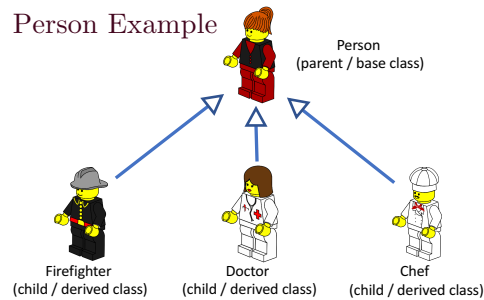 Person Example
Person
(parent / base class)
Firefighter
(child / derived class)
Doctor
(child / derived class)
Chef
(child / derived class)